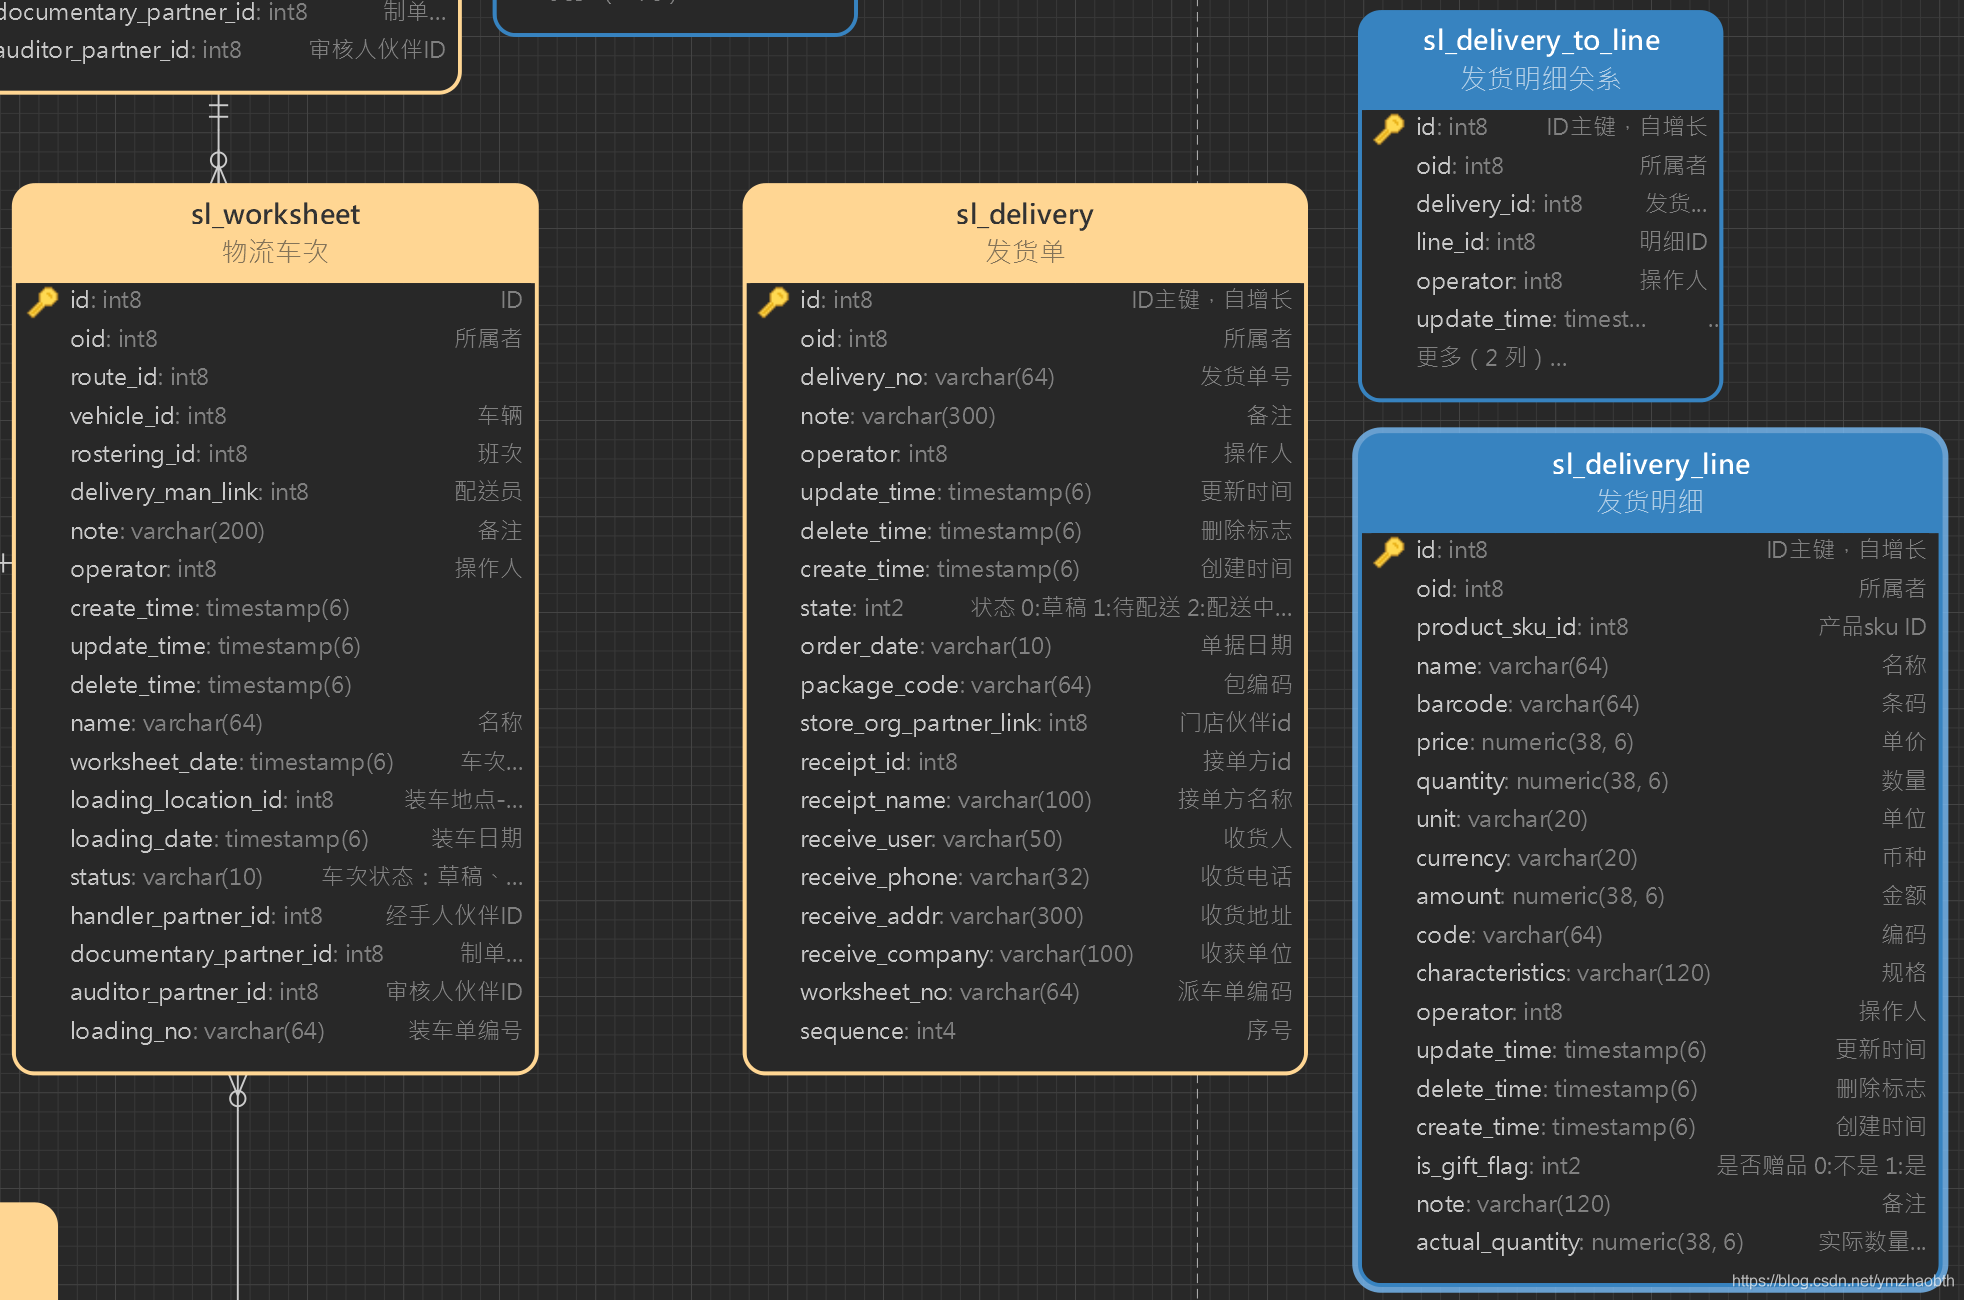 documentary_partner_id: int8 制单...
auditor_partner_id: int8 审核人伙伴ID
sl_worksheet
物流车次
id: int8 ID
oid: int8 所属者
route_id: int8
vehicle_id: int8 车辆
rostering_id: int8 班次
delivery_man_link: int8 配送员
note: varchar(200) 备注
operator: int8 操作人
create_time: timestamp(6)
update_time: timestamp(6)
delete_time: timestamp(6)
name: varchar(64) 名称
worksheet_date: timestamp(6) 车次...
loading_location_id: int8 装车地点-...
loading_date: timestamp(6) 装车日期
status: varchar(10) 车次状态：草稿、...
handler_partner_id: int8 经手人伙伴ID
documentary_partner_id: int8 制单...
auditor_partner_id: int8 审核人伙伴ID
loading_no: varchar(64) 装车单编号
sl_delivery
发货单
id: int8 ID主键，自增长
oid: int8 所属者
delivery_no: varchar(64) 发货单号
note: varchar(300) 备注
operator: int8 操作人
update_time: timestamp(6) 更新时间
delete_time: timestamp(6) 删除标志
create_time: timestamp(6) 创建时间
state: int2 状态 0:草稿 1:待配送 2:配送中...
order_date: varchar(10) 单据日期
package_code: varchar(64) 包编码
store_org_partner_link: int8 门店伙伴id
receipt_id: int8 接单方id
receipt_name: varchar(100) 接单方名称
receive_user: varchar(50) 收货人
receive_phone: varchar(32) 收货电话
receive_addr: varchar(300) 收货地址
receive_company: varchar(100) 收获单位
worksheet_no: varchar(64) 派车单编码
sequence: int4 序号
sl_delivery_to_line
发货明细关系
id: int8 ID主键，自增长
oid: int8 所属者
delivery_id: int8 发货...
line_id: int8 明细ID
operator: int8 操作人
update_time: timest... ..
更多（2 列）...
sl_delivery_line
发货明细
id: int8 ID主键，自增长
oid: int8 所属者
product_sku_id: int8 产品sku ID
name: varchar(64) 名称
barcode: varchar(64) 条码
price: numeric(38, 6) 单价
quantity: numeric(38, 6) 数量
unit: varchar(20) 单位
currency: varchar(20) 币种
amount: numeric(38, 6) 金额
code: varchar(64) 编码
characteristics: varchar(120) 规格
operator: int8 操作人
update_time: timestamp(6) 更新时间
delete_time: timestamp(6) 删除标志
create_time: timestamp(6) 创建时间
is_gift_flag: int2 是否赠品 0:不是 1:是
note: varchar(120) 备注
actual_quantity: numeric(38, 6) 实际数量...
https://blog.csdn.net/ymzhaobth